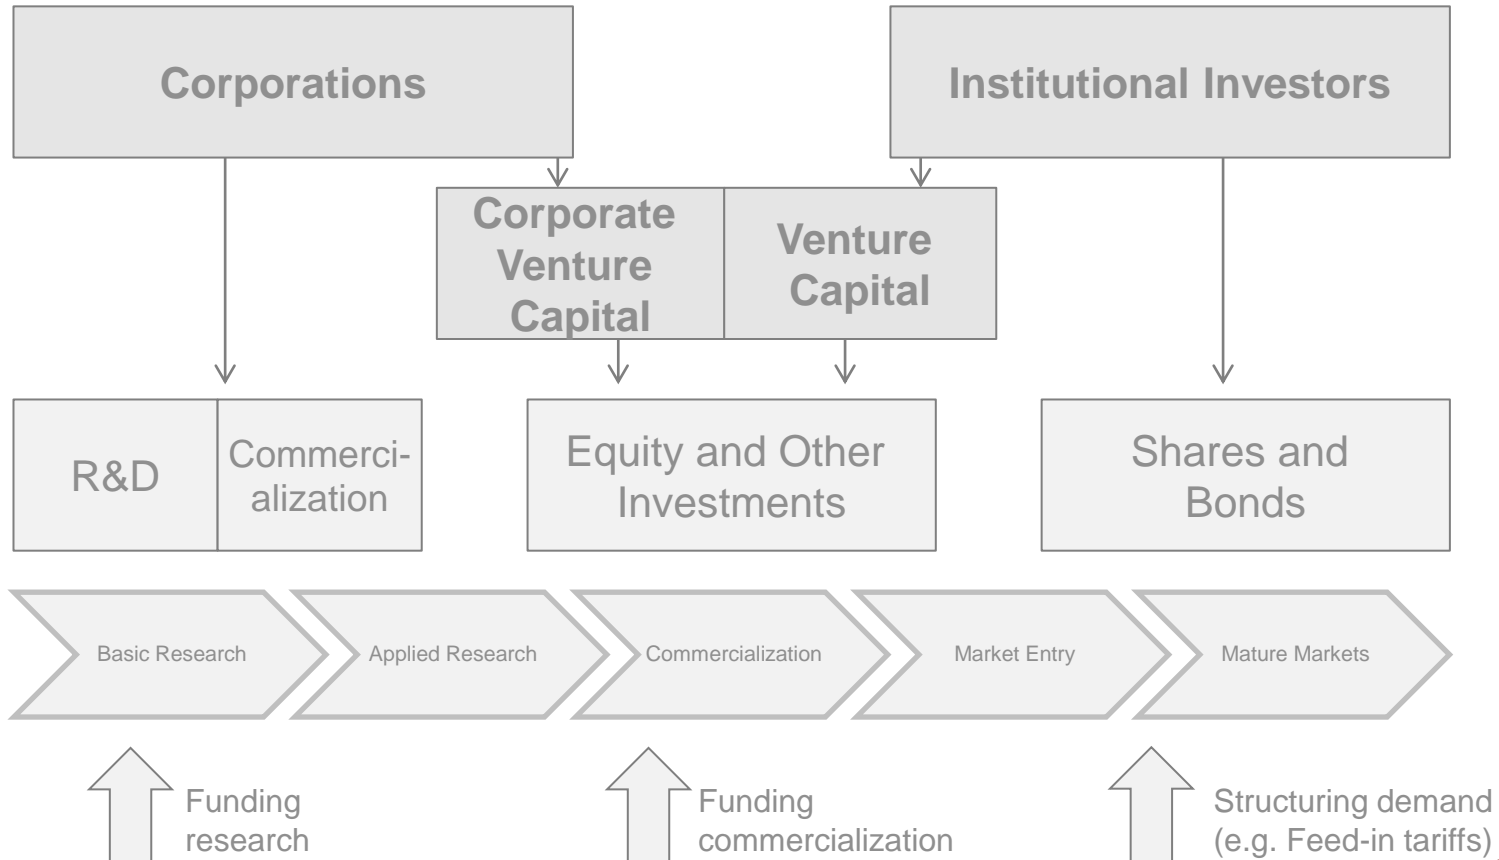 Corporations
Institutional Investors
Corporate
Venture
Capital
Venture
Capital
R&D
Commerci-
alization
Equity and Other
Investments
Shares and
Bonds
Basic Research
Applied Research
Commercialization
Market Entry
Mature Markets
Funding
research
Funding
commercialization
Structuring demand
(e.g. Feed-in tariffs)